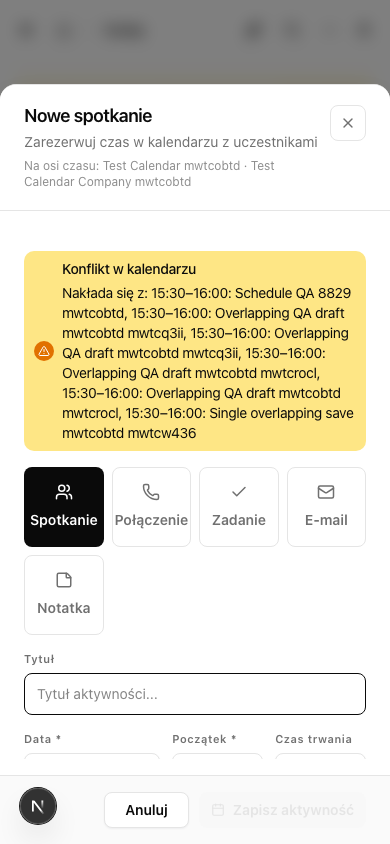 Nowe spotkanie
Zarezerwuj czas w kalendarzu z uczestnikami
Na osi czasu: Test Calendar mwtcobtd · Test
Calendar Company mwtcobtd
Konflikt w kalendarzu
Nakłada się z: 15:30–16:00: Schedule QA 8829
mwtcobtd, 15:30–16:00: Overlapping QA draft
mwtcobtd mwtcq3ii, 15:30–16:00: Overlapping
QA draft mwtcobtd mwtcq3ii, 15:30–16:00:
Overlapping QA draft mwtcobtd mwtcrocl,
15:30–16:00: Overlapping QA draft mwtcobtd
mwtcrocl, 15:30–16:00: Single overlapping save
mwtcobtd mwtcw436
Spotkanie Połączenie Zadanie E-mail
Notatka
Tytuł
Tytuł aktywności...
Data * Początek * Czas trwania
N Anuluj Zapisz aktywność